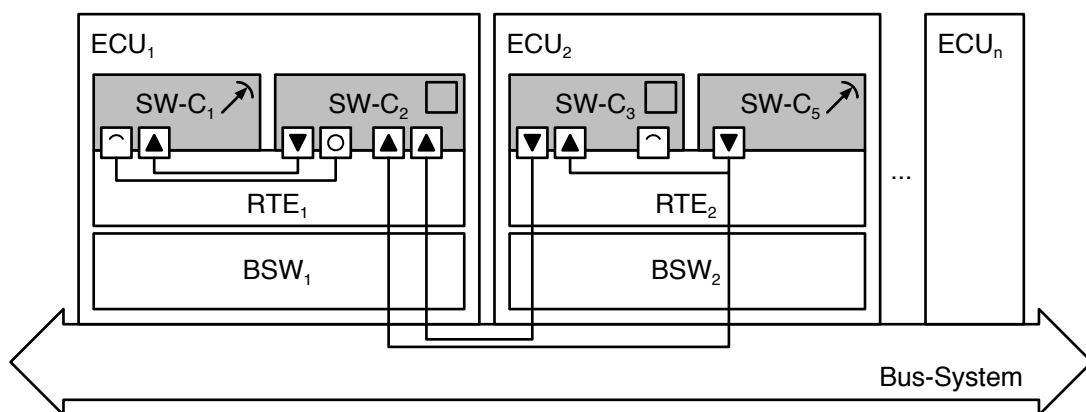 ECU₁
ECU₂
ECUₙ
SW-C₁
SW-C₂
SW-C₃
SW-C₅
...
RTE₁
RTE₂
BSW₁
BSW₂
Bus-System